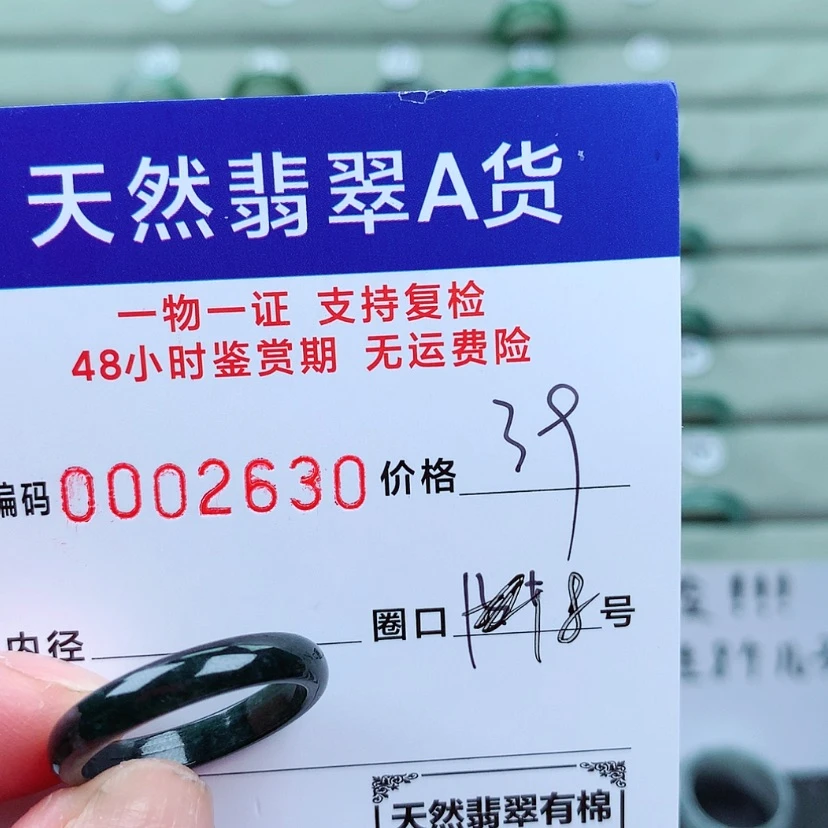 天然翡翠A货
一物一证 支持复检
48小时鉴赏期 无运费险
编码 0002630 价格 39
内径 圈口 8 号
天然翡翠有棉